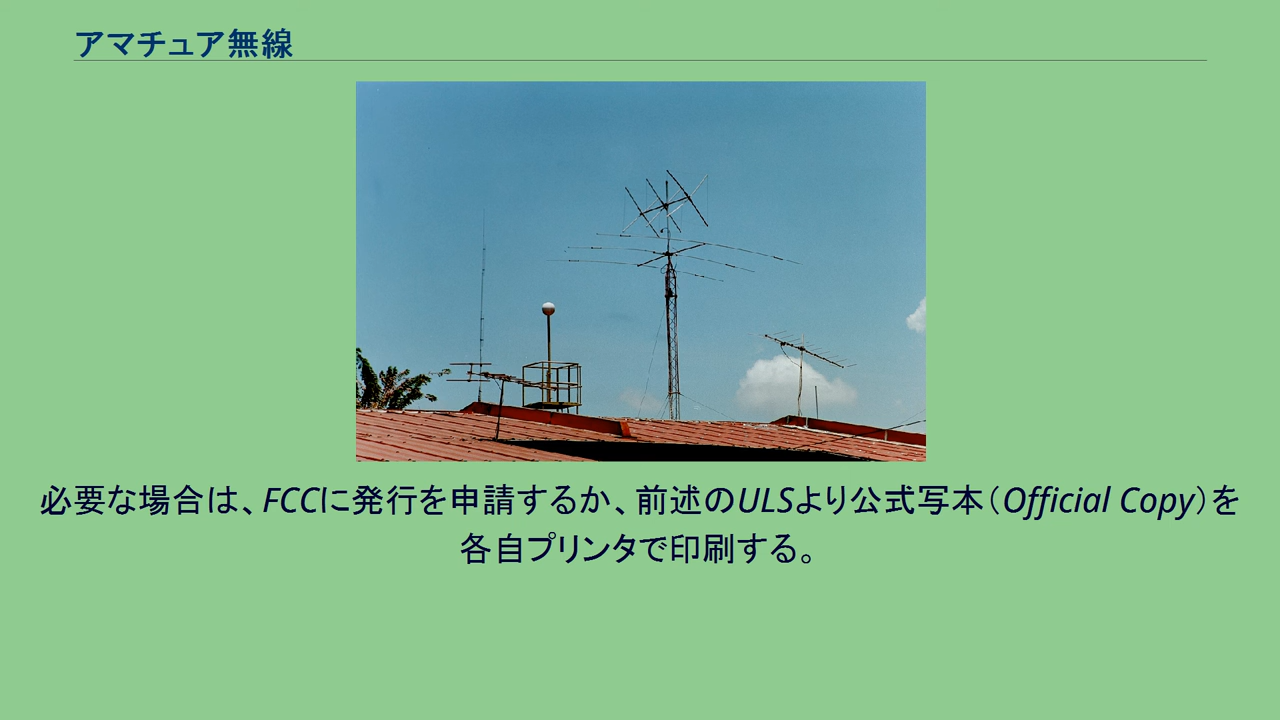 アマチュア無線
必要な場合は、FCCに発行を申請するか、前述のULSより公式写本（Official Copy）を
各自プリンタで印刷する。